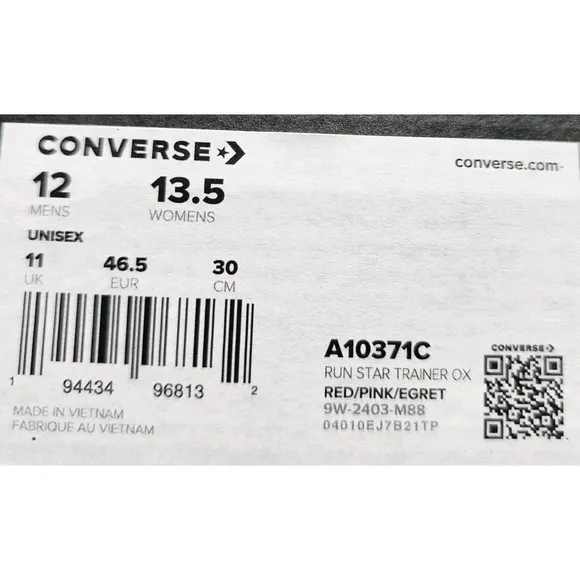 CONVERSE
converse.com
12 13.5
MENS WOMENS
UNISEX
11 46.5 30
UK EUR CM
1 94434 96813 2
MADE IN VIETNAM
FABRIQUE AU VIETNAM
A10371C
RUN STAR TRAINER OX
RED/PINK/EGRET
9W-2403-M88
04010EJ7B21TP
CONVERSE